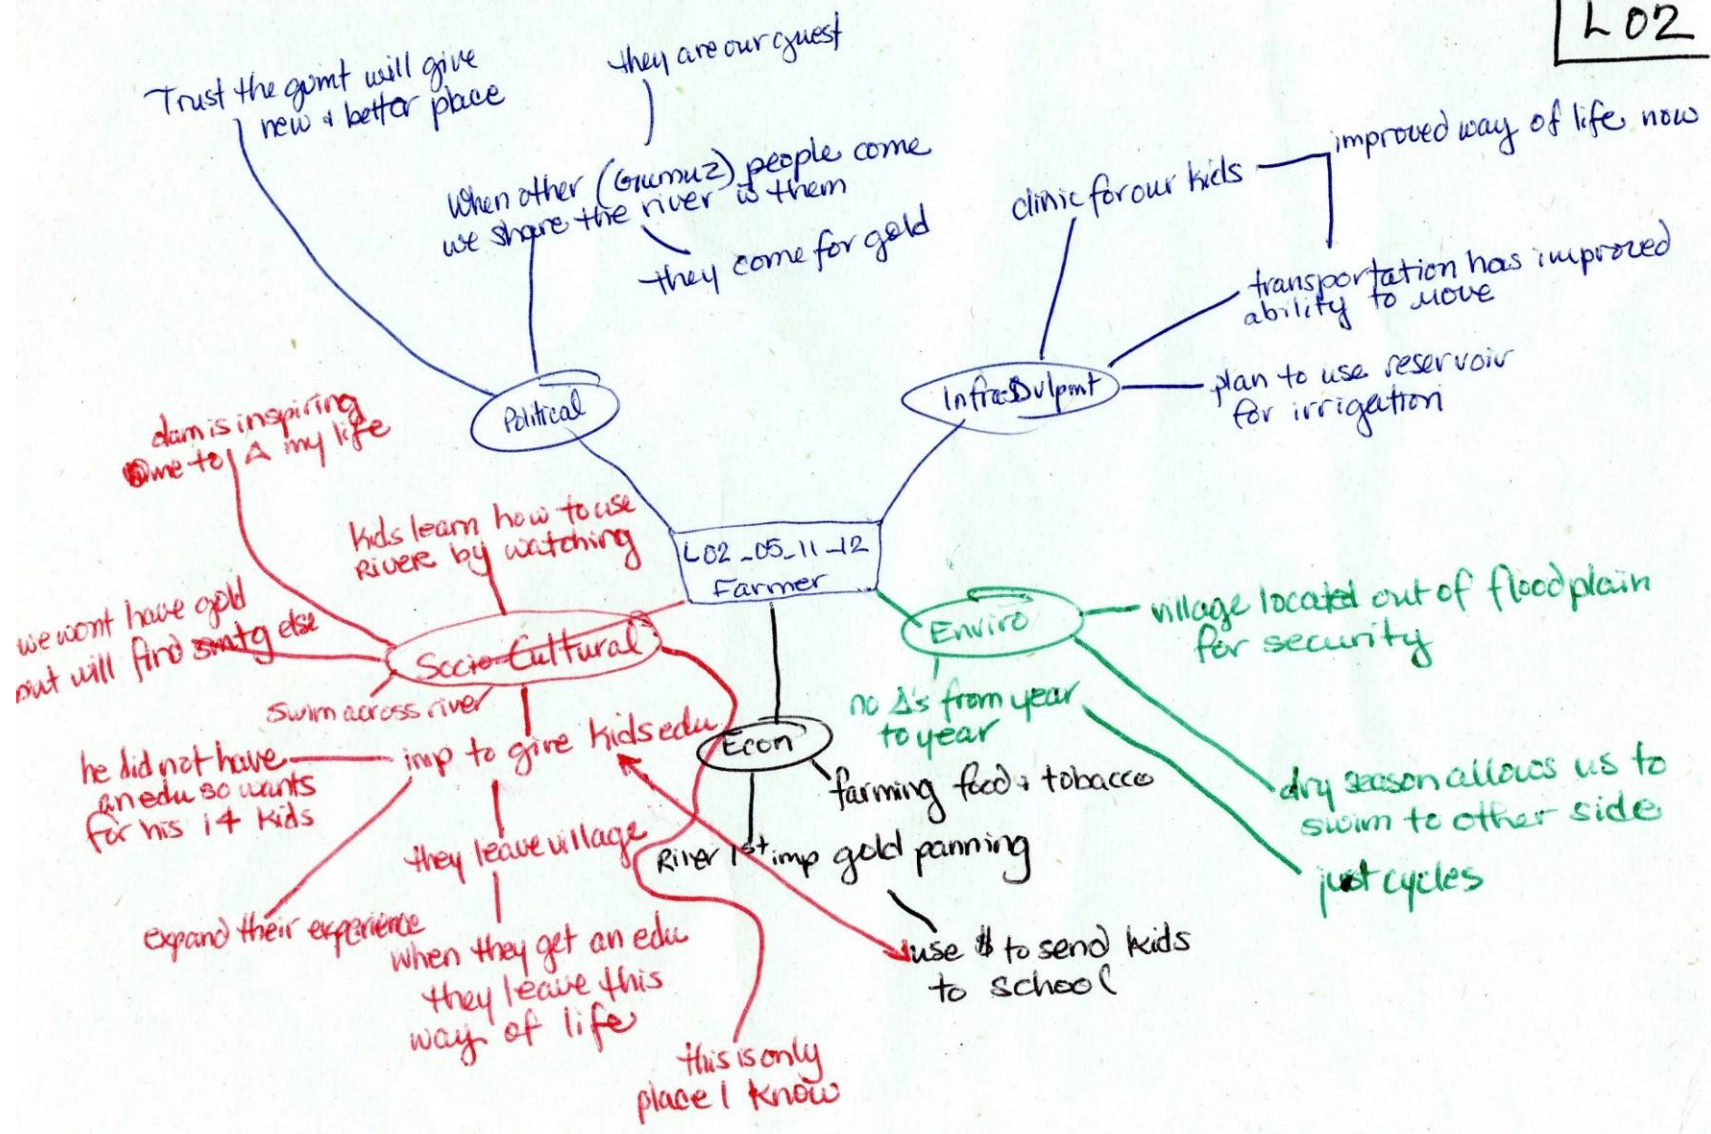 L02
Trust the gvmt will give
new + better place
they are our guest
When other (Gumuz) people come
we share the river w them
they come for gold
clinic for our kids
improved way of life now
transportation has improved
ability to move
plan to use reservoir
for irrigation
Political
Infra Dvlpmt
dam is inspiring
me to Δ my life
kids learn how to use
River by watching
L02_05_11_12
Farmer
we wont have gold
but will find smtg else
Socio-Cultural
Enviro
village located out of floodplain
for security
swim across river
no Δ's from year
to year
he did not have
an edu so wants
for his 14 kids
imp to give kids edu
Econ
farming food + tobacco
dry season allows us to
swim to other side
they leave village
River 1st imp gold panning
just cycles
expand their experience
when they get an edu
they leave this
way of life
use $ to send kids
to school
this is only
place I know